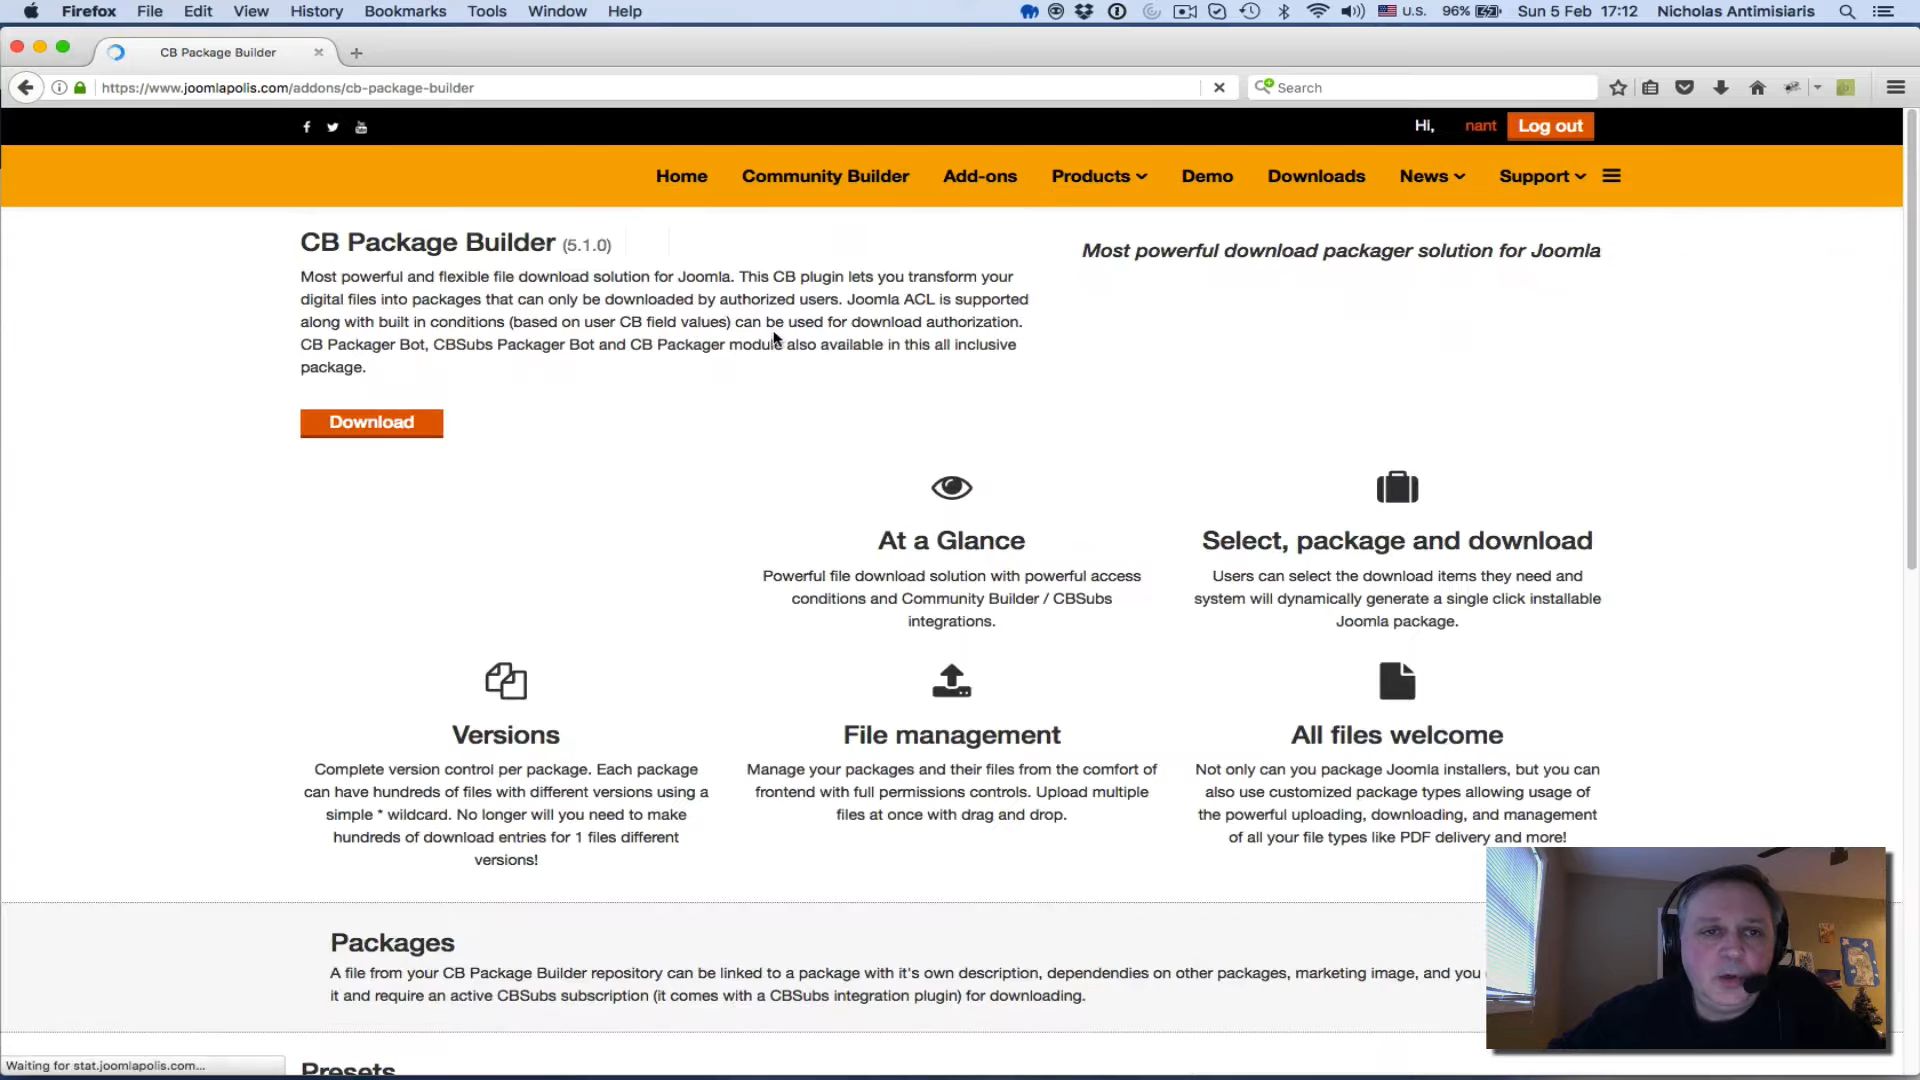 Firefox File Edit View History Bookmarks Tools Window Help U.S. 96% Sun 5 Feb 17:12 Nicholas Antimisiaris
CB Package Builder
https://www.joomlapolis.com/addons/cb-package-builder Search
Hi, nant Log out
Home Community Builder Add-ons Products Demo Downloads News Support
CB Package Builder (5.1.0)
Most powerful download packager solution for Joomla
Most powerful and flexible file download solution for Joomla. This CB plugin lets you transform your
digital files into packages that can only be downloaded by authorized users. Joomla ACL is supported
along with built in conditions (based on user CB field values) can be used for download authorization.
CB Packager Bot, CBSubs Packager Bot and CB Packager module also available in this all inclusive
package.
Download
At a Glance
Powerful file download solution with powerful access
conditions and Community Builder / CBSubs
integrations.
Select, package and download
Users can select the download items they need and
system will dynamically generate a single click installable
Joomla package.
Versions
Complete version control per package. Each package
can have hundreds of files with different versions using a
simple * wildcard. No longer will you need to make
hundreds of download entries for 1 files different
versions!
File management
Manage your packages and their files from the comfort of
frontend with full permissions controls. Upload multiple
files at once with drag and drop.
All files welcome
Not only can you package Joomla installers, but you can
also use customized package types allowing usage of
the powerful uploading, downloading, and management
of all your file types like PDF delivery and more!
Packages
A file from your CB Package Builder repository can be linked to a package with it's own description, dependendies on other packages, marketing image, and you
it and require an active CBSubs subscription (it comes with a CBSubs integration plugin) for downloading.
Presets
Waiting for stat.joomlapolis.com...